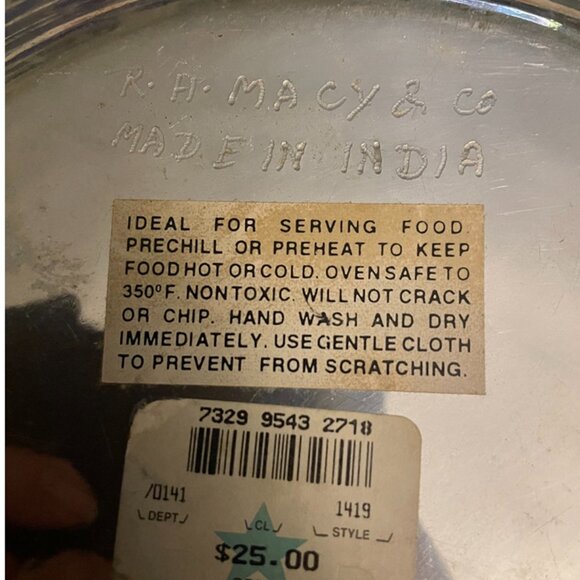 R. H. MACY & CO
MADE IN INDIA
IDEAL FOR SERVING FOOD.
PRECHILL OR PREHEAT TO KEEP
FOOD HOT OR COLD. OVEN SAFE TO
350°F. NONTOXIC. WILL NOT CRACK
OR CHIP. HAND WASH AND DRY
IMMEDIATELY. USE GENTLE CLOTH
TO PREVENT FROM SCRATCHING.
7329 9543 2718
/0141 1419
DEPT CL STYLE
$25.00